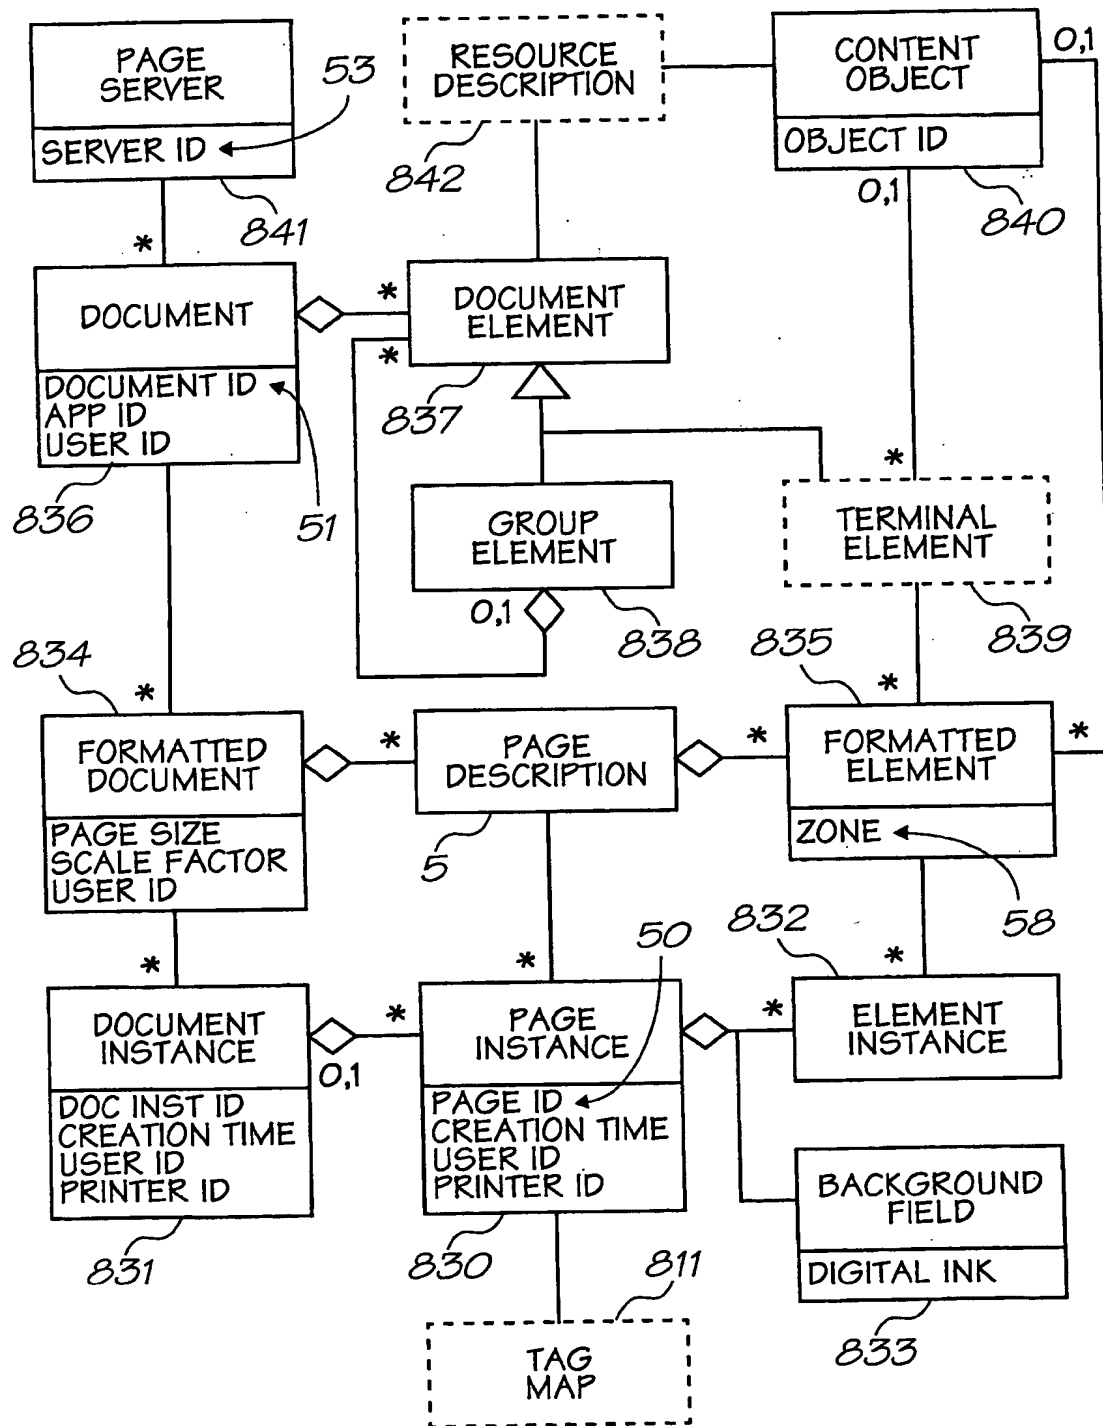 PAGE
SERVER
SERVER ID
53
841
*
RESOURCE
DESCRIPTION
842
CONTENT
OBJECT
OBJECT ID
0,1
0,1
840
DOCUMENT
DOCUMENT ID
APP ID
USER ID
836
51
*
*
DOCUMENT
ELEMENT
837
GROUP
ELEMENT
0,1
838
*
TERMINAL
ELEMENT
839
834
*
FORMATTED
DOCUMENT
PAGE SIZE
SCALE FACTOR
USER ID
*
PAGE
DESCRIPTION
5
835
*
*
FORMATTED
ELEMENT
*
ZONE
58
*
DOCUMENT
INSTANCE
DOC INST ID
CREATION TIME
USER ID
PRINTER ID
831
0,1
*
*
50
PAGE
INSTANCE
PAGE ID
CREATION TIME
USER ID
PRINTER ID
830
832
*
*
ELEMENT
INSTANCE
BACKGROUND
FIELD
DIGITAL INK
833
811
TAG
MAP